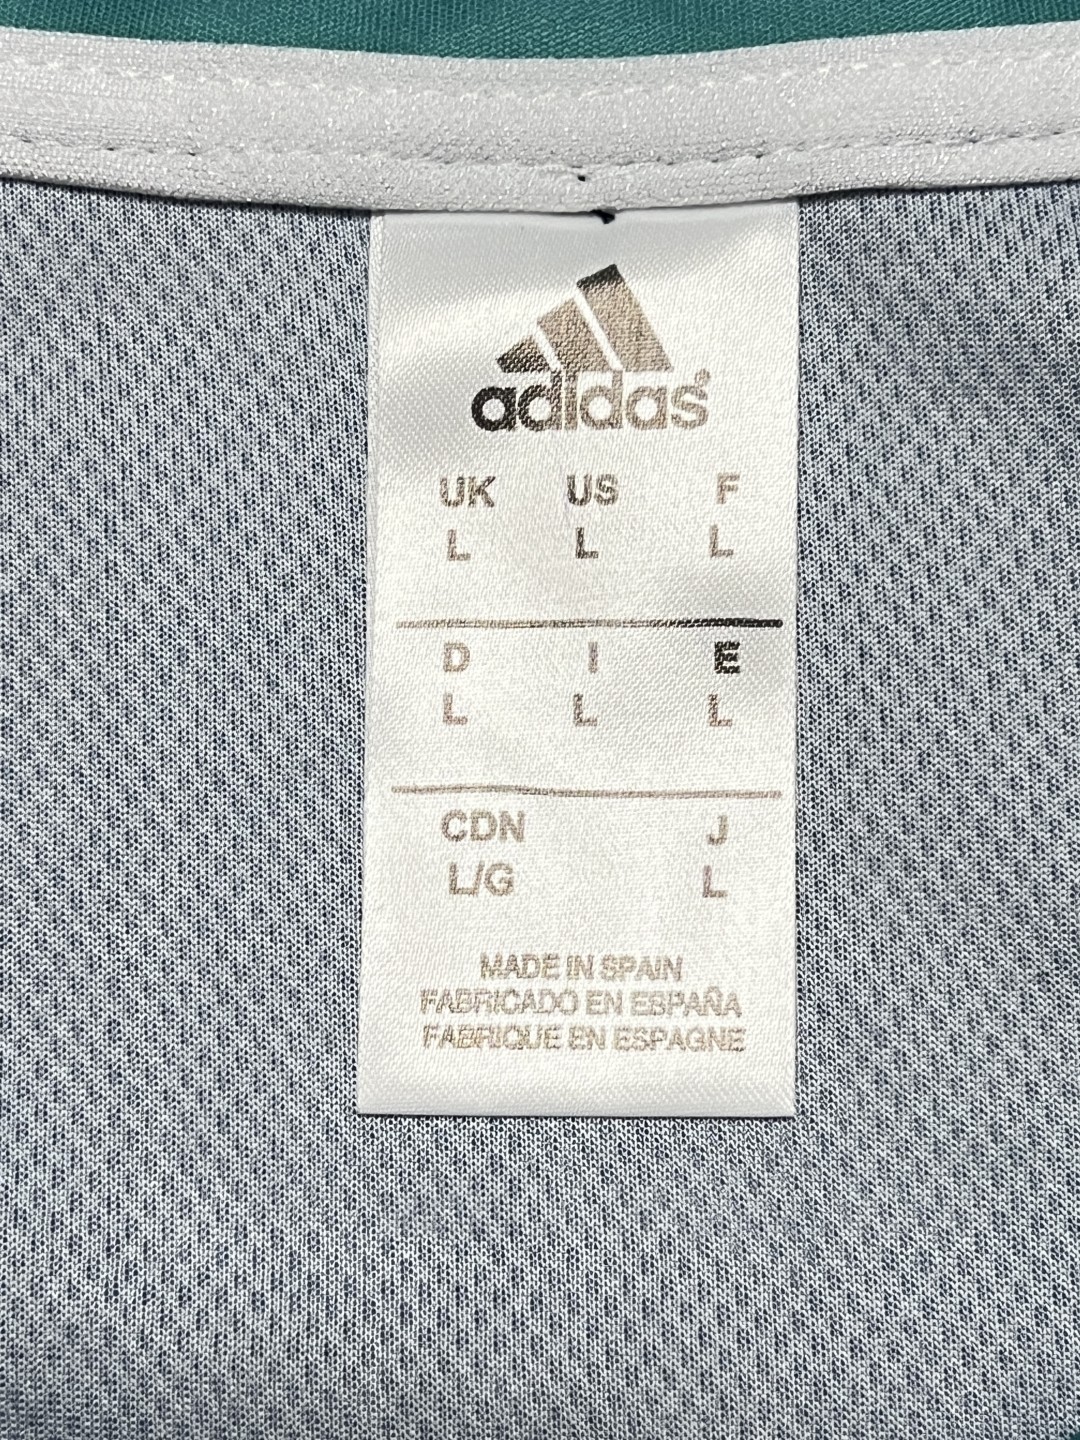 adidas®
UK US F
L L L
D I E
L L L
CDN J
L/G L
MADE IN SPAIN
FABRICADO EN ESPAÑA
FABRIQUE EN ESPAGNE